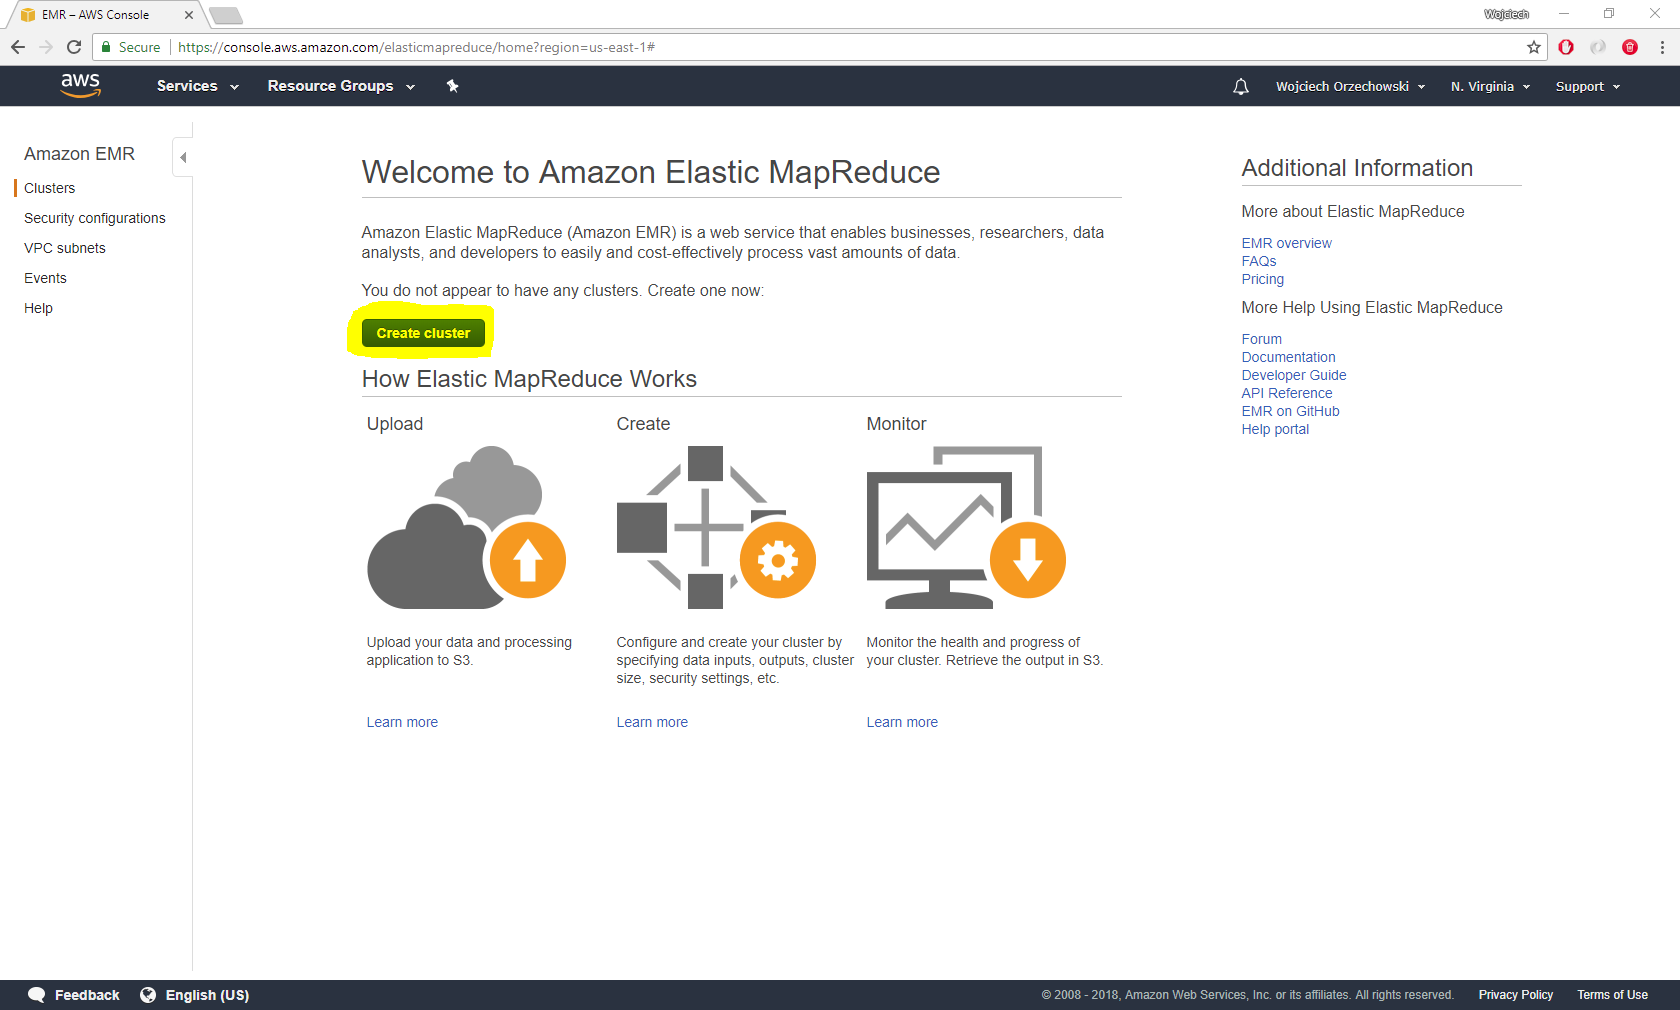 EMR – AWS Console
Wojciech
Secure
https://console.aws.amazon.com/elasticmapreduce/home?region=us-east-1#
aws
Services
Resource Groups
Wojciech Orzechowski
N. Virginia
Support
Amazon EMR
Clusters
Security configurations
VPC subnets
Events
Help
Welcome to Amazon Elastic MapReduce
Amazon Elastic MapReduce (Amazon EMR) is a web service that enables businesses, researchers, data
analysts, and developers to easily and cost-effectively process vast amounts of data.
You do not appear to have any clusters. Create one now:
Create cluster
How Elastic MapReduce Works
Upload
Upload your data and processing
application to S3.
Learn more
Create
Configure and create your cluster by
specifying data inputs, outputs, cluster
size, security settings, etc.
Learn more
Monitor
Monitor the health and progress of
your cluster. Retrieve the output in S3.
Learn more
Additional Information
More about Elastic MapReduce
EMR overview
FAQs
Pricing
More Help Using Elastic MapReduce
Forum
Documentation
Developer Guide
API Reference
EMR on GitHub
Help portal
Feedback
English (US)
© 2008 - 2018, Amazon Web Services, Inc. or its affiliates. All rights reserved.
Privacy Policy
Terms of Use